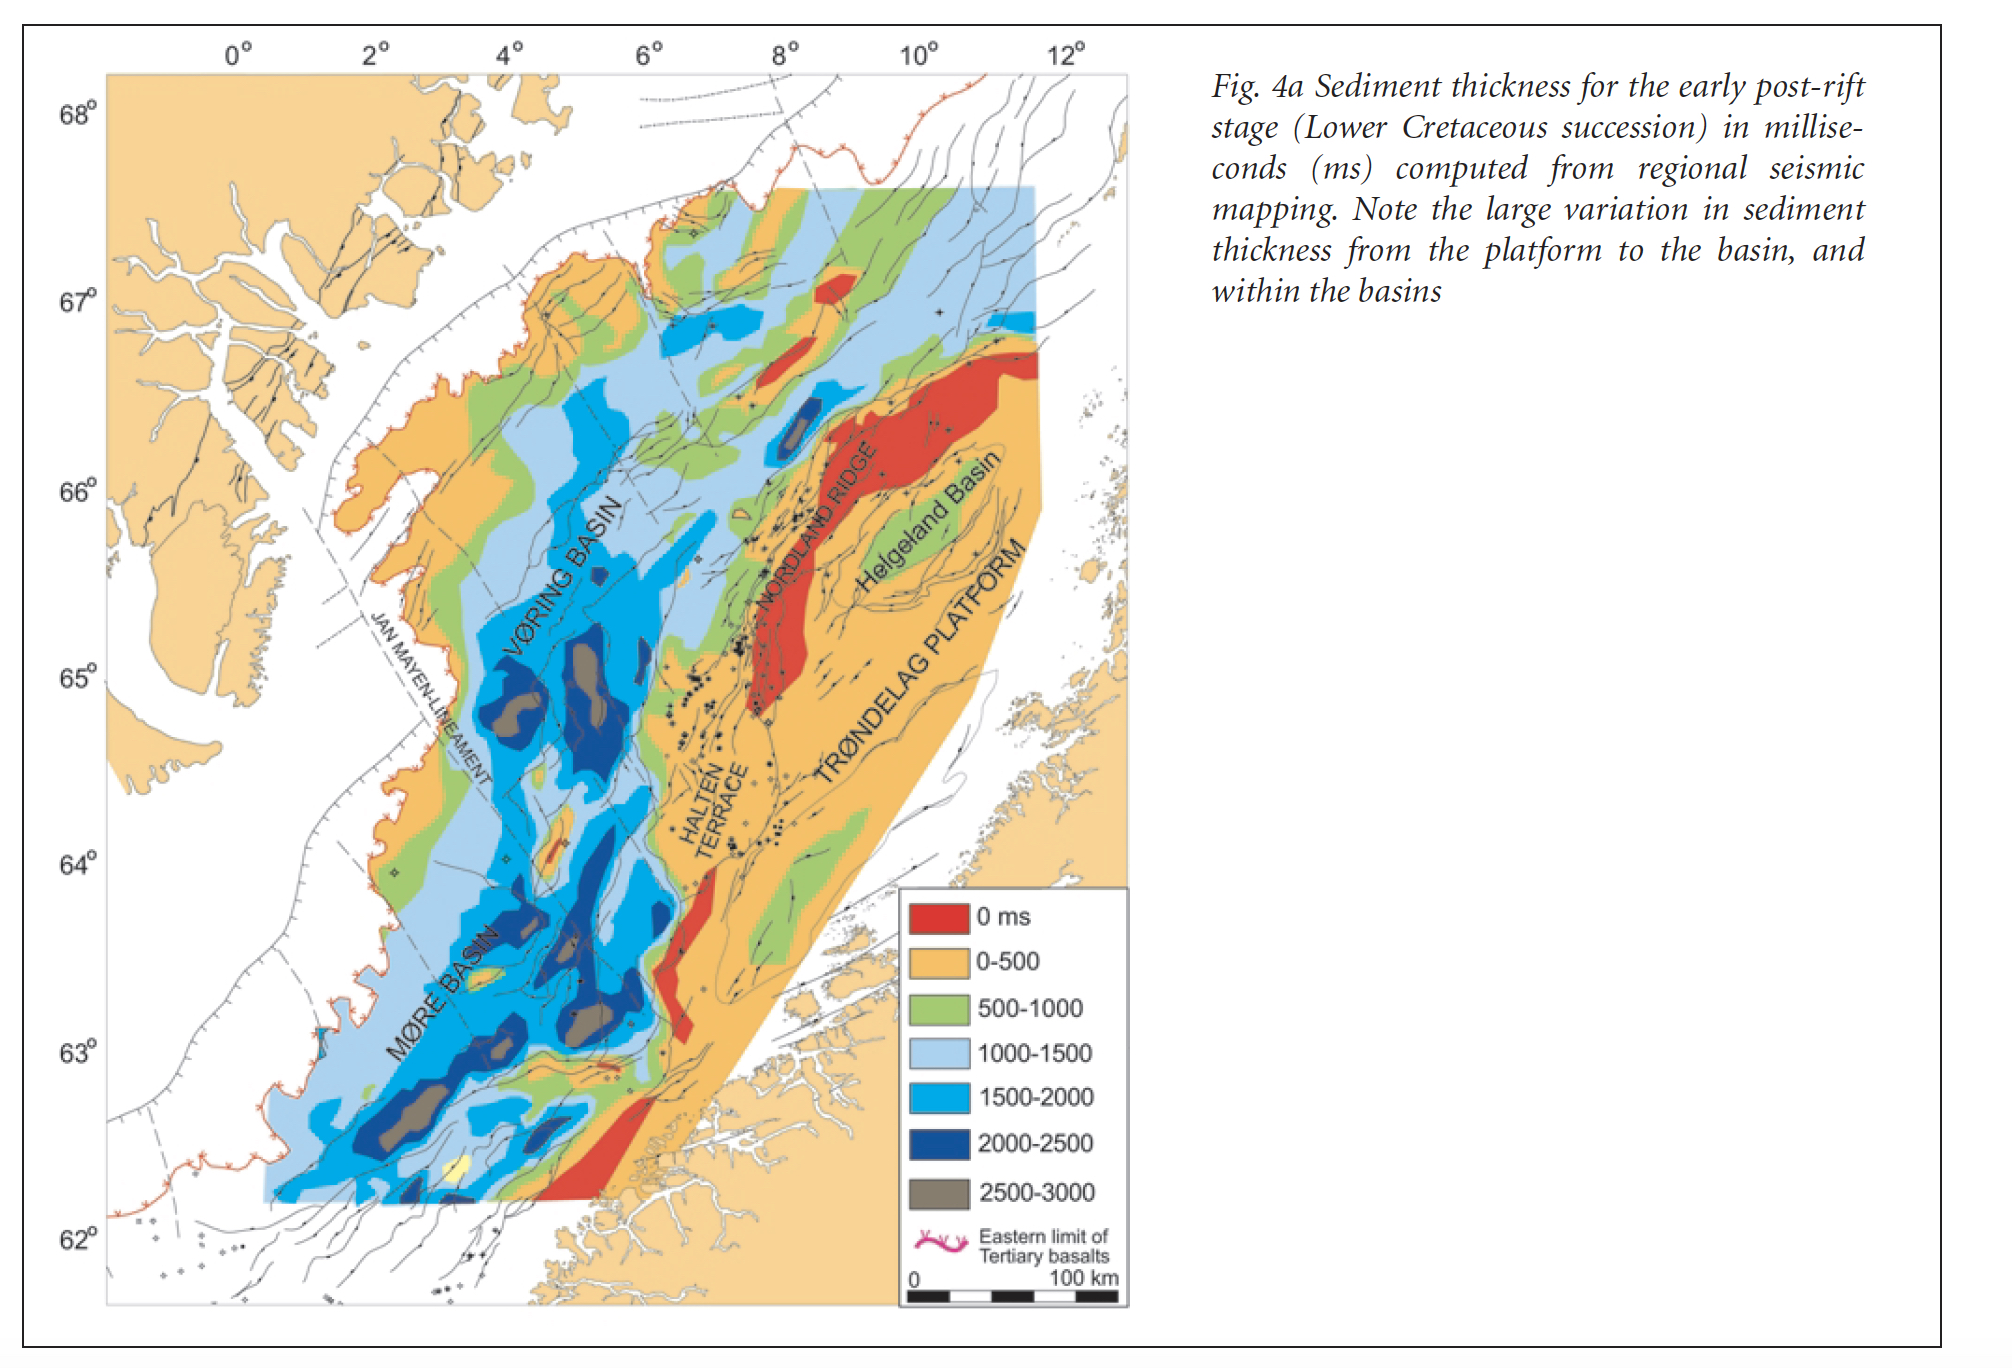 0°
2°
4°
6°
8°
10°
12°
68°
67°
66°
65°
64°
63°
62°
VØRING BASIN
NORDLAND RIDGE
Helgeland Basin
TRØNDELAG PLATFORM
JAN MAYEN-LINEAMENT
HALTEN
TERRACE
MØRE BASIN
0 ms
0-500
500-1000
1000-1500
1500-2000
2000-2500
2500-3000
Eastern limit of
Tertiary basalts
0
100 km
Fig. 4a Sediment thickness for the early post-rift
stage (Lower Cretaceous succession) in millise-
conds (ms) computed from regional seismic
mapping. Note the large variation in sediment
thickness from the platform to the basin, and
within the basins